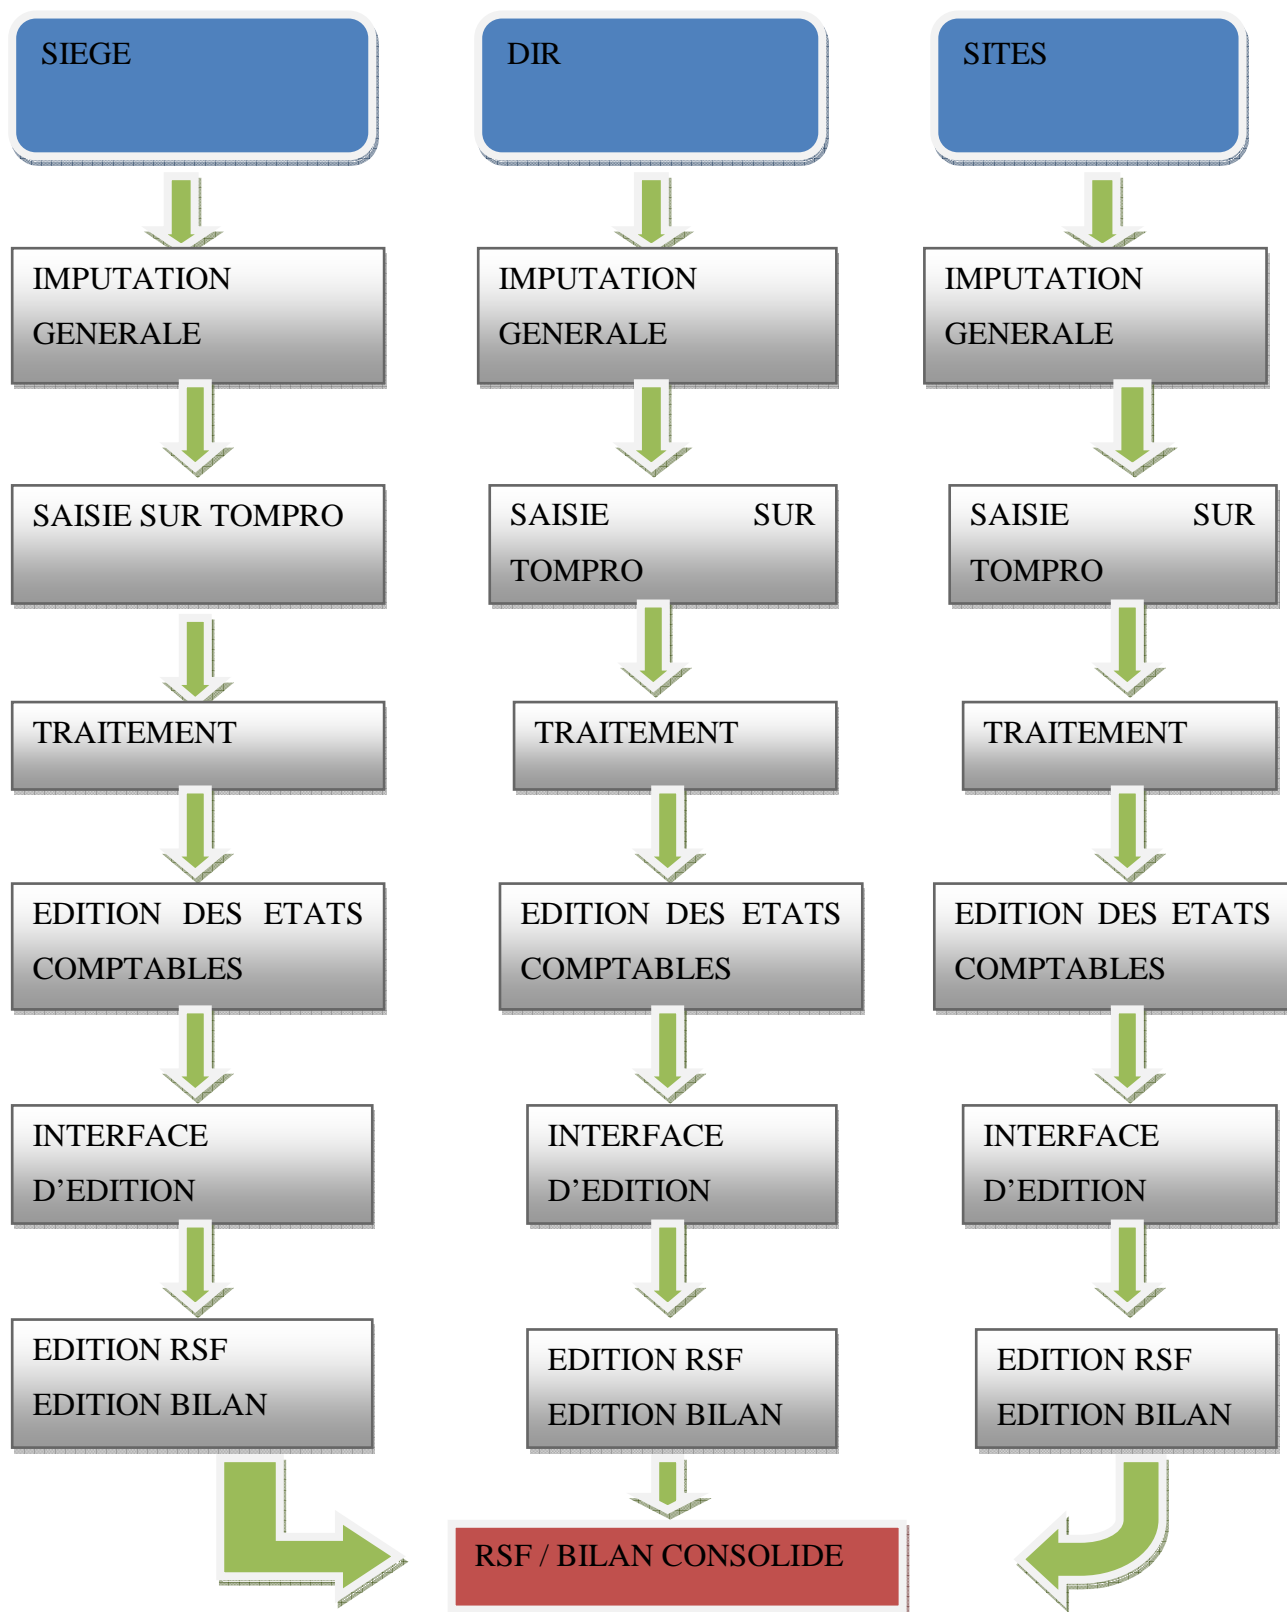 SIEGE
DIR
SITES
IMPUTATION
GENERALE
IMPUTATION
GENERALE
IMPUTATION
GENERALE
SAISIE SUR TOMPRO
SAISIE SUR
TOMPRO
SAISIE SUR
TOMPRO
TRAITEMENT
TRAITEMENT
TRAITEMENT
EDITION DES ETATS
COMPTABLES
EDITION DES ETATS
COMPTABLES
EDITION DES ETATS
COMPTABLES
INTERFACE
D’EDITION
INTERFACE
D’EDITION
INTERFACE
D’EDITION
EDITION RSF
EDITION BILAN
EDITION RSF
EDITION BILAN
EDITION RSF
EDITION BILAN
RSF / BILAN CONSOLIDE